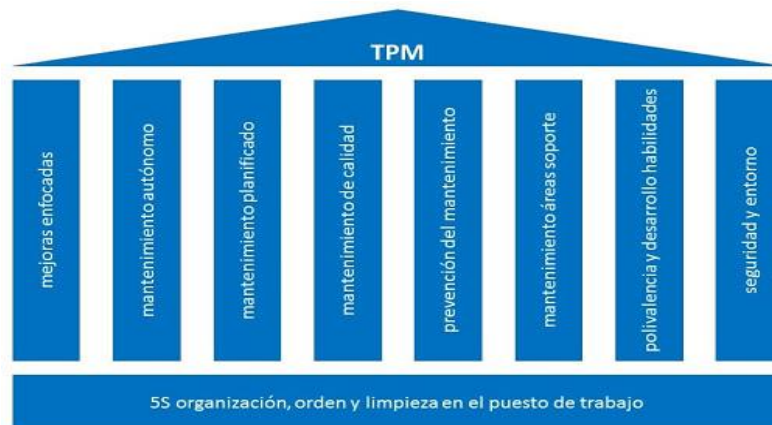 TPM
mejoras enfocadas
mantenimiento autónomo
mantenimiento planificado
mantenimiento de calidad
prevención del mantenimiento
mantenimiento áreas soporte
polivalencia y desarrollo habilidades
seguridad y entorno
5S organización, orden y limpieza en el puesto de trabajo